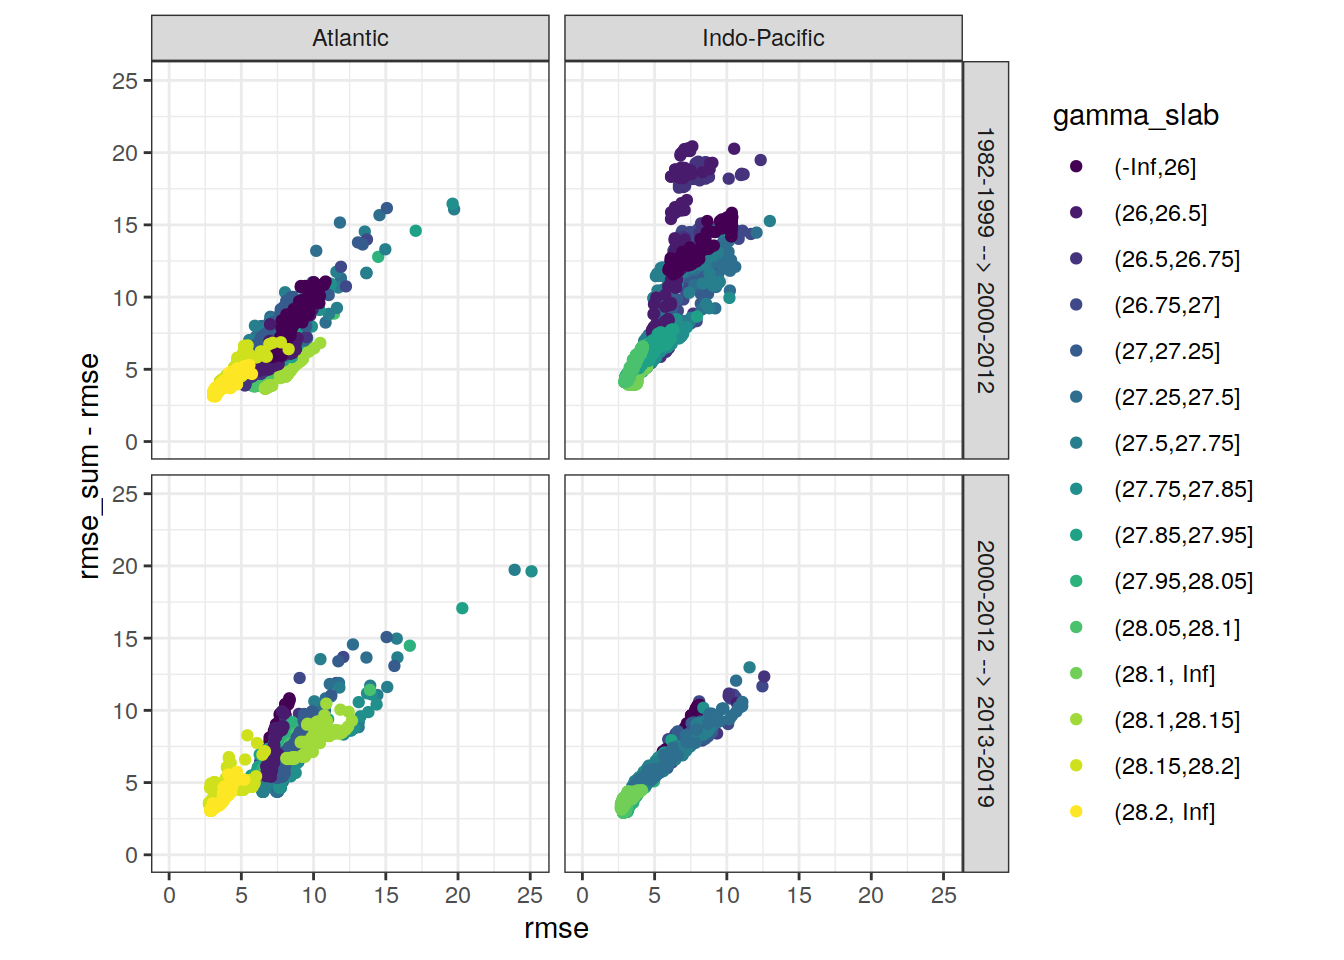 Atlantic
Indo-Pacific
25
20
15
10
5
0
1982-1999 --> 2000-2012
rmse_sum - rmse
25
20
15
10
5
0
2000-2012 --> 2013-2019
0 5 10 15 20 25
0 5 10 15 20 25
rmse
gamma_slab
(-Inf,26]
(26,26.5]
(26.5,26.75]
(26.75,27]
(27,27.25]
(27.25,27.5]
(27.5,27.75]
(27.75,27.85]
(27.85,27.95]
(27.95,28.05]
(28.05,28.1]
(28.1, Inf]
(28.1,28.15]
(28.15,28.2]
(28.2, Inf]